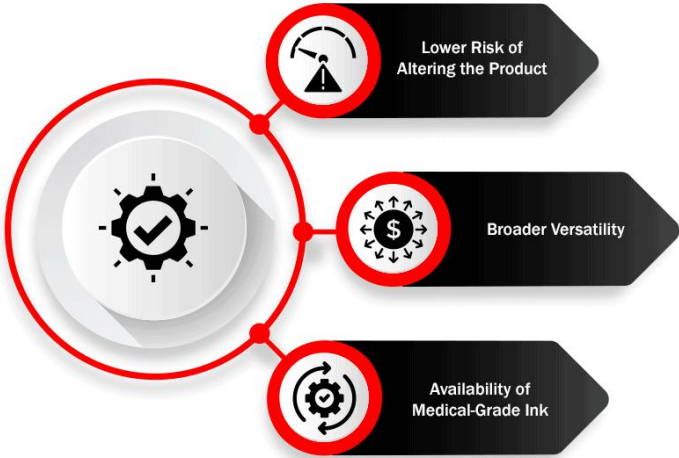 Lower Risk of
Altering the Product
$
Broader Versatility
Availability of
Medical-Grade Ink